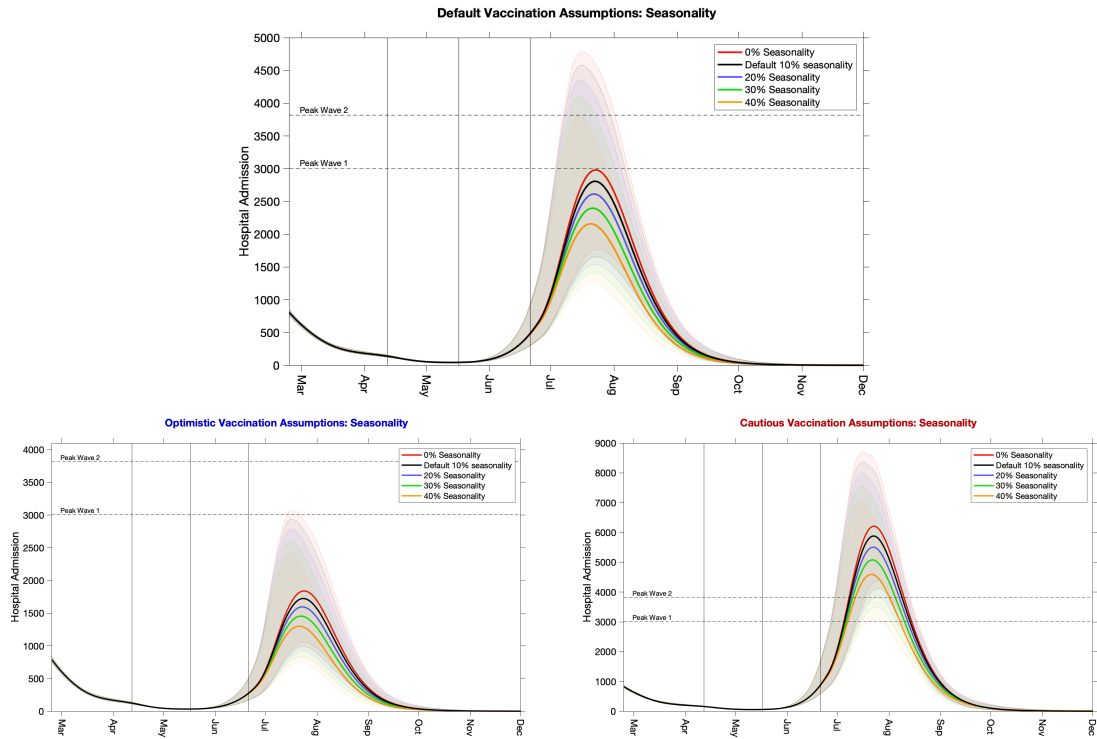 Default Vaccination Assumptions: Seasonality
5000
4500
4000
3500
3000
2500
2000
1500
1000
500
0
Hospital Admission
Peak Wave 2
Peak Wave 1
0% Seasonality
Default 10% seasonality
20% Seasonality
30% Seasonality
40% Seasonality
Mar
Apr
May
Jun
Jul
Aug
Sep
Oct
Nov
Dec
Optimistic Vaccination Assumptions: Seasonality
4000
3500
3000
2500
2000
1500
1000
500
0
Hospital Admission
Peak Wave 2
Peak Wave 1
0% Seasonality
Default 10% seasonality
20% Seasonality
30% Seasonality
40% Seasonality
Mar
Apr
May
Jun
Jul
Aug
Sep
Oct
Nov
Dec
Cautious Vaccination Assumptions: Seasonality
9000
8000
7000
6000
5000
4000
3000
2000
1000
0
Hospital Admission
Peak Wave 2
Peak Wave 1
0% Seasonality
Default 10% seasonality
20% Seasonality
30% Seasonality
40% Seasonality
Mar
Apr
May
Jun
Jul
Aug
Sep
Oct
Nov
Dec